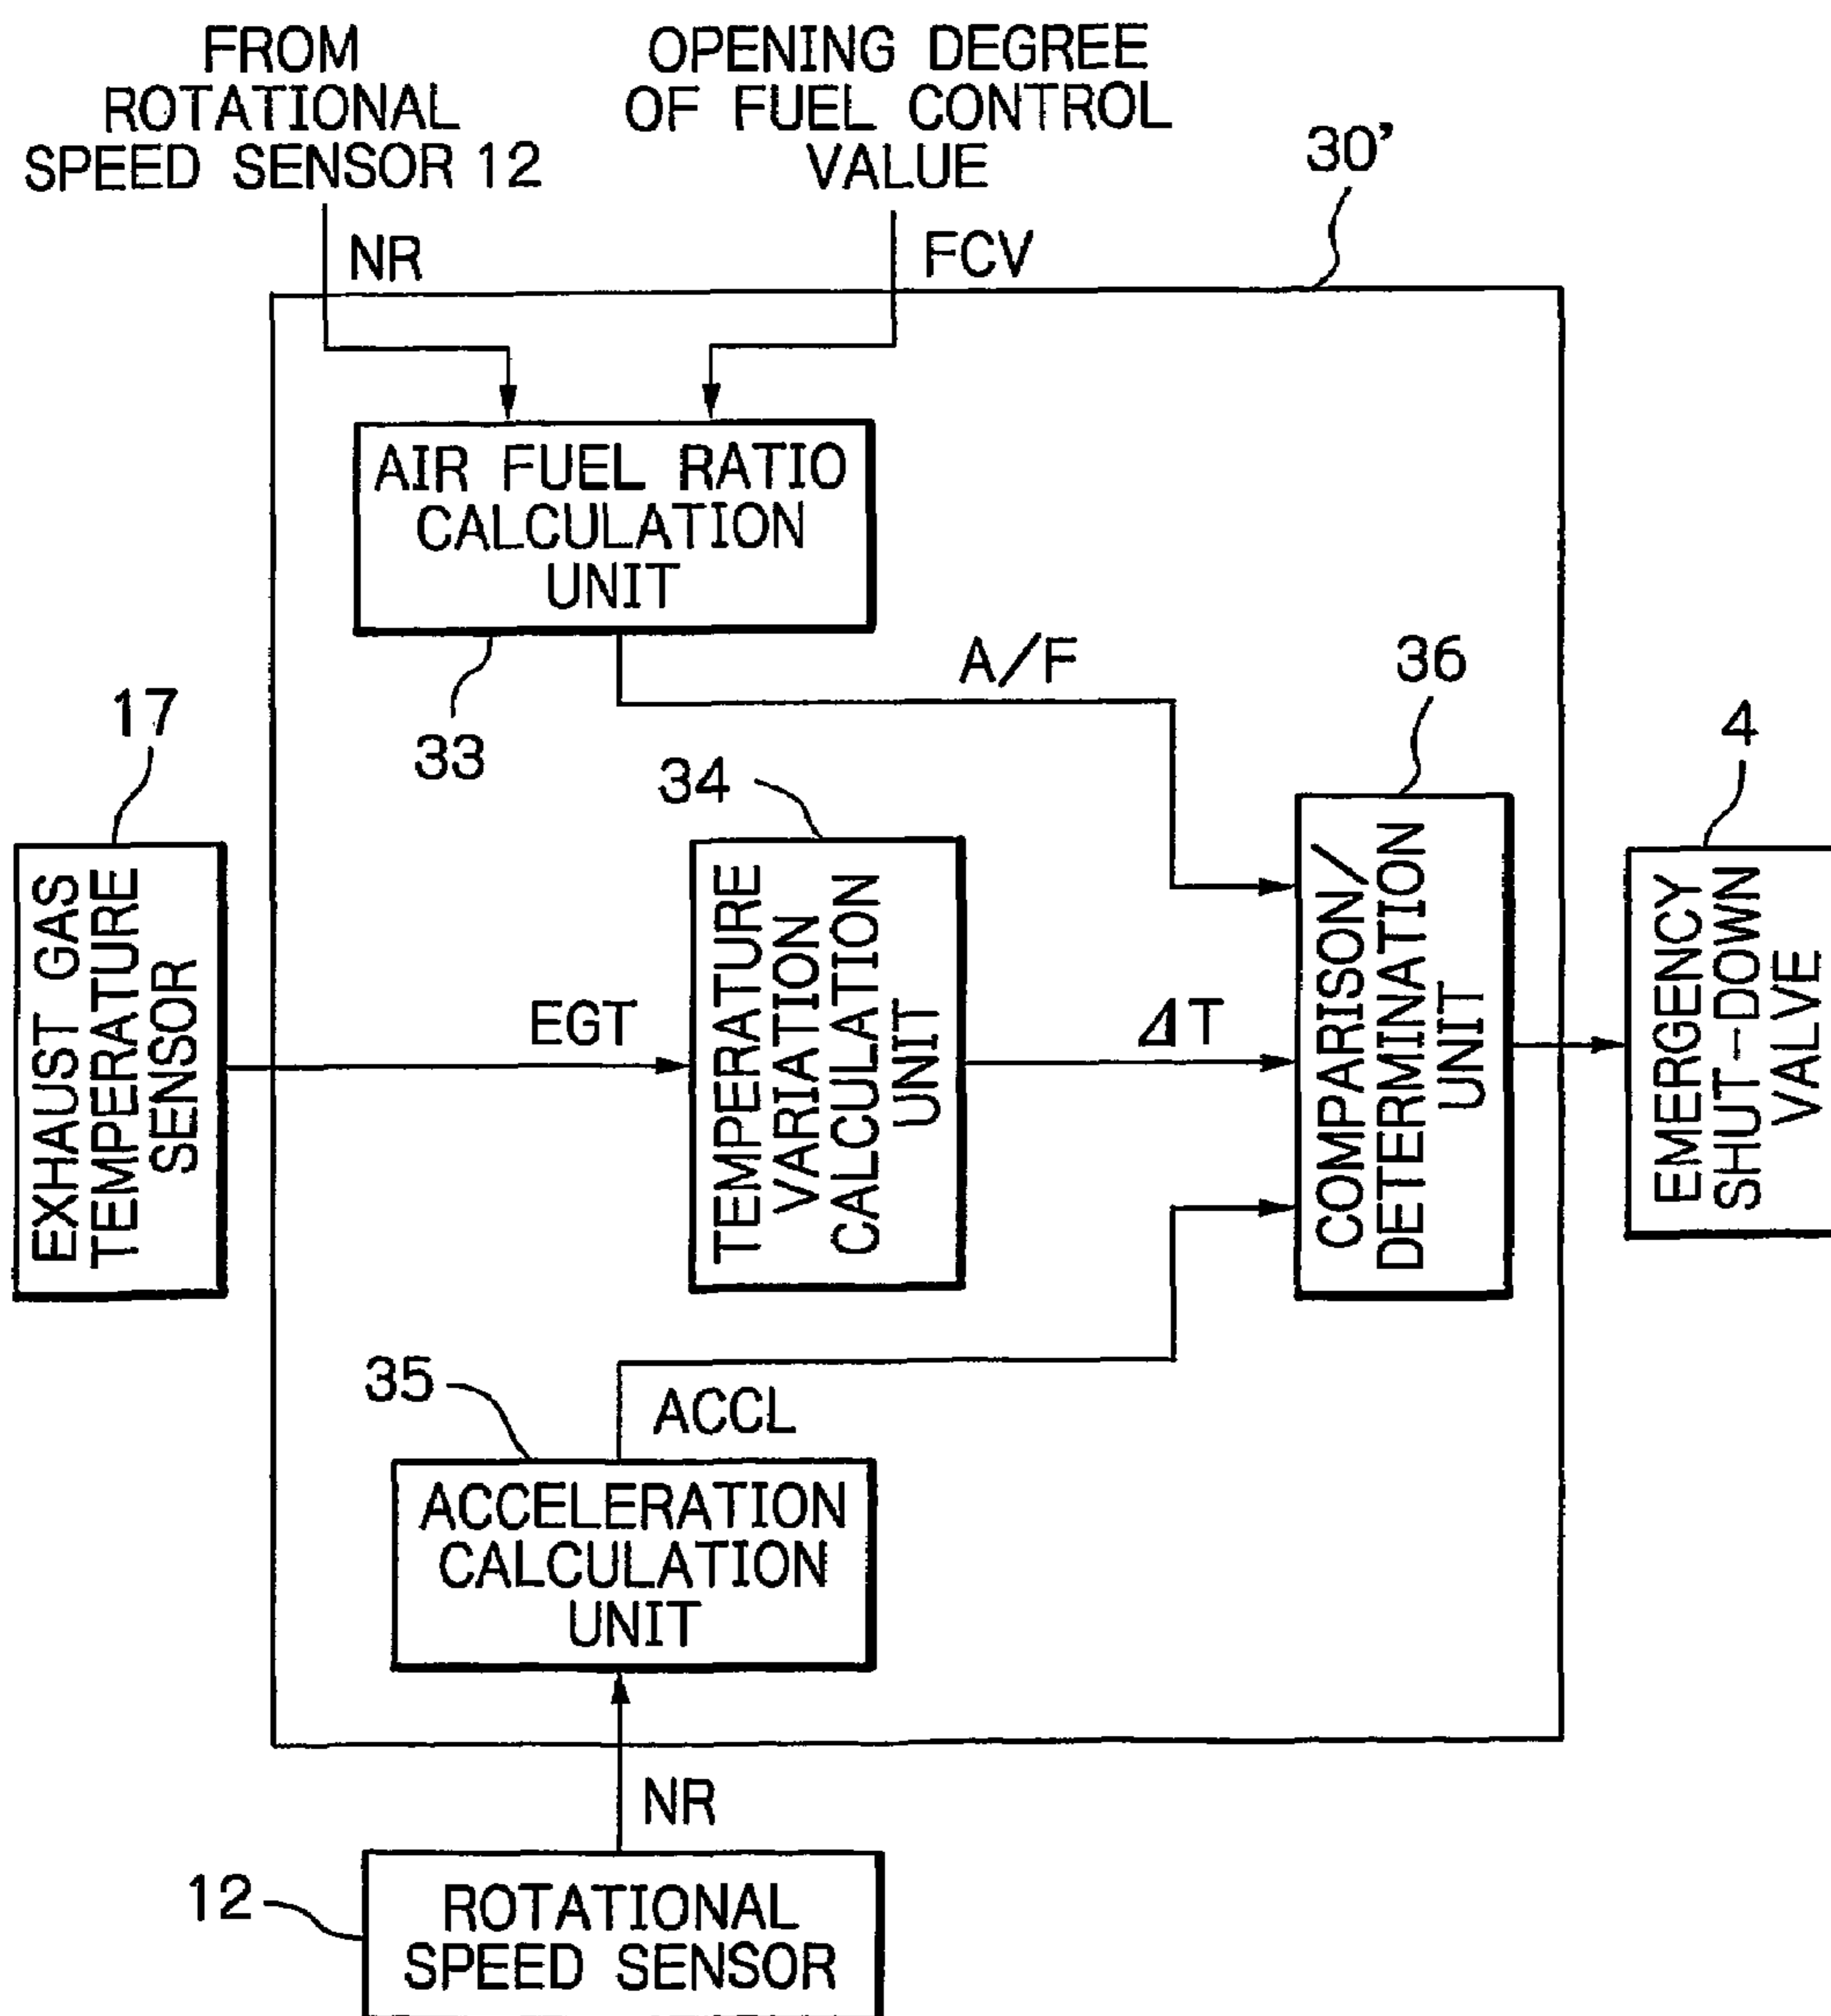 FROM
ROTATIONAL
SPEED SENSOR 12
OPENING DEGREE
OF FUEL CONTROL
VALUE
30'
NR
FCV
AIR FUEL RATIO
CALCULATION
UNIT
33
A/F
36
17
34
4
EXHAUST GAS
TEMPERATURE
SENSOR
EGT
TEMPERATURE
VARIATION
CALCULATION
UNIT
ΔT
COMPARISON/
DETERMINATION
UNIT
EMERGENCY
SHUT-DOWN
VALVE
35
ACCL
ACCELERATION
CALCULATION
UNIT
NR
12
ROTATIONAL
SPEED SENSOR